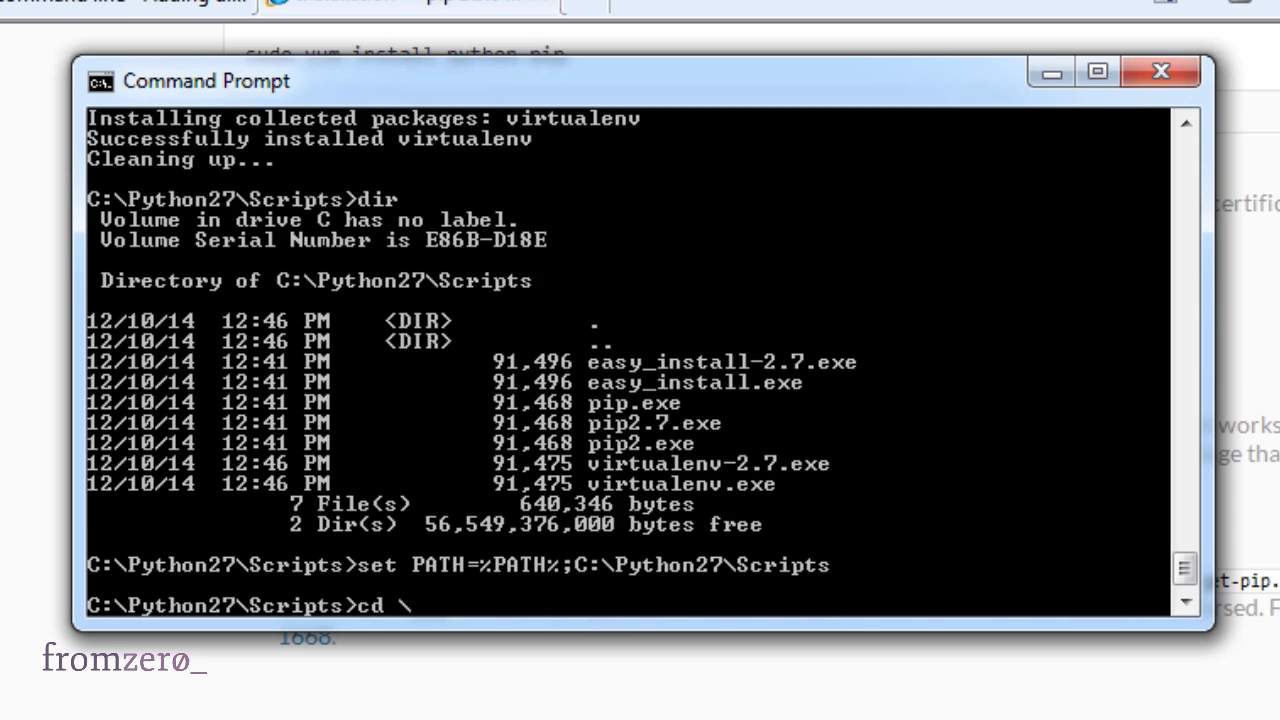 sudo yum install python-pip
Command Prompt
Installing collected packages: virtualenv
Successfully installed virtualenv
Cleaning up...
C:\Python27\Scripts>dir
Volume in drive C has no label.
Volume Serial Number is E86B-D18E
Directory of C:\Python27\Scripts
12/10/14 12:46 PM <DIR> .
12/10/14 12:46 PM <DIR> ..
12/10/14 12:41 PM 91,496 easy_install-2.7.exe
12/10/14 12:41 PM 91,496 easy_install.exe
12/10/14 12:41 PM 91,468 pip.exe
12/10/14 12:41 PM 91,468 pip2.7.exe
12/10/14 12:41 PM 91,468 pip2.exe
12/10/14 12:46 PM 91,475 virtualenv-2.7.exe
12/10/14 12:46 PM 91,475 virtualenv.exe
7 File(s) 640,346 bytes
2 Dir(s) 56,549,376,000 bytes free
C:\Python27\Scripts>set PATH=%PATH%;C:\Python27\Scripts
C:\Python27\Scripts>cd \
works
1668.
fromzerø_